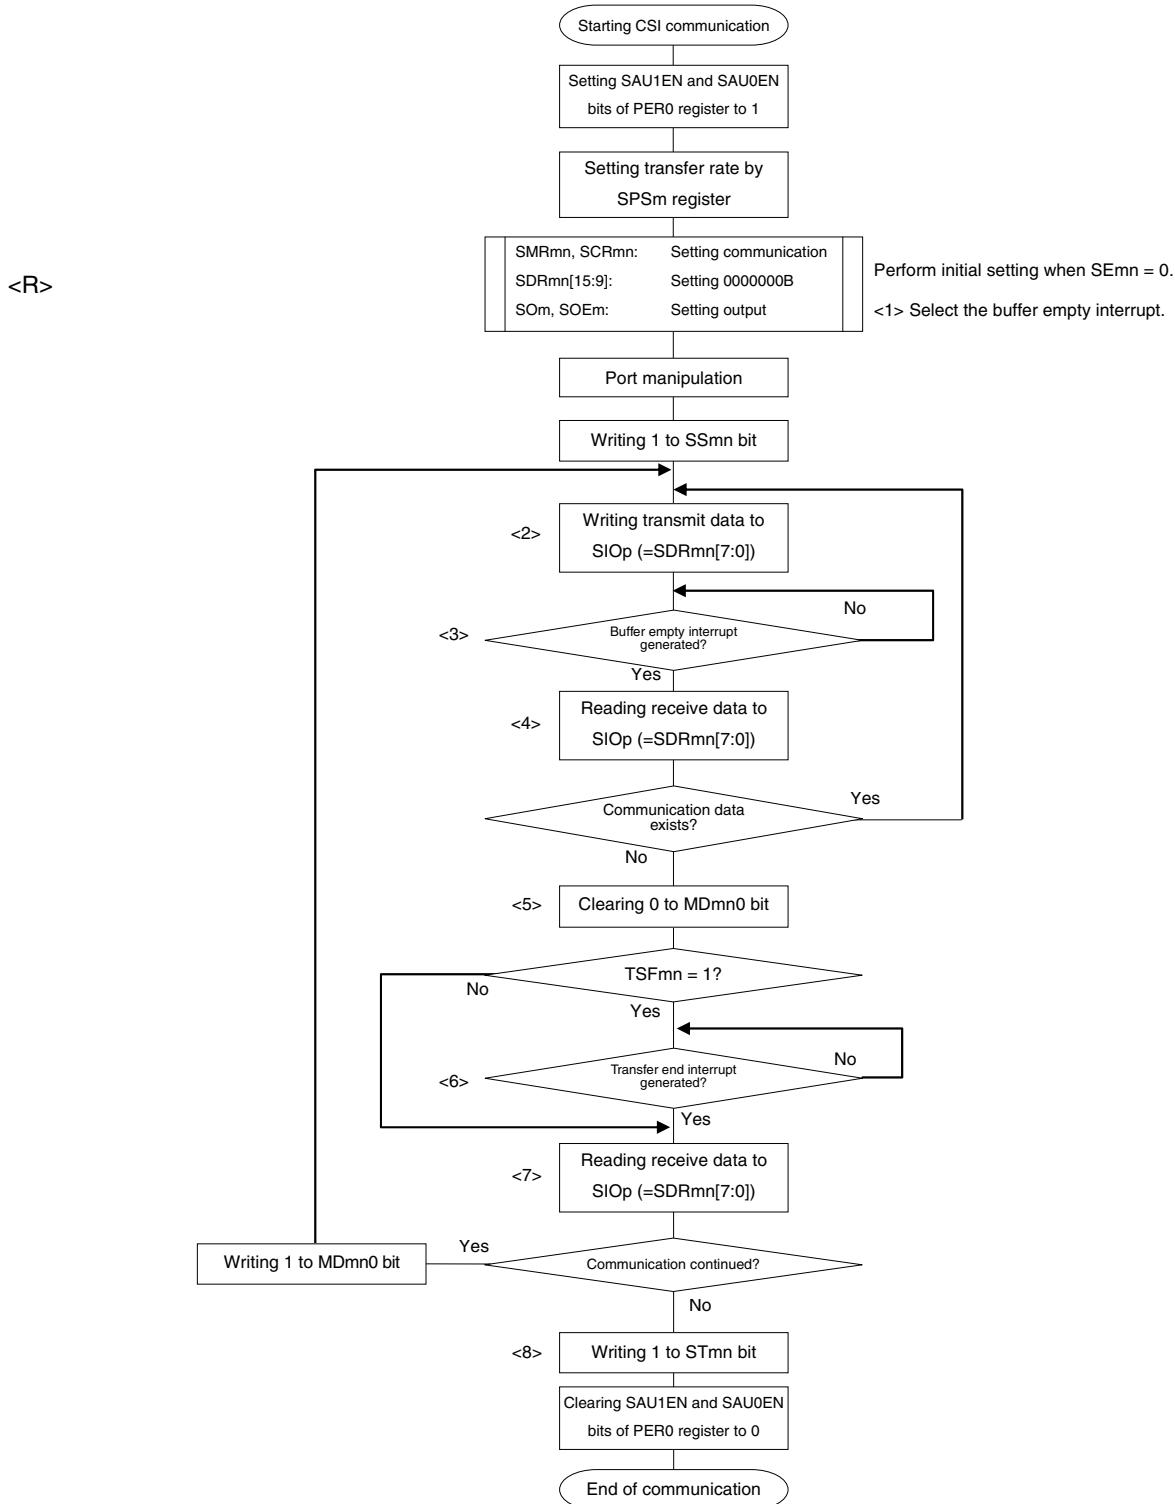 Starting CSI communication
Setting SAU1EN and SAU0EN
bits of PER0 register to 1
Setting transfer rate by
SPSm register
<R>
SMRmn, SCRmn: Setting communication
SDRmn[15:9]: Setting 0000000B
SOm, SOEm: Setting output
Perform initial setting when SEmn = 0.
<1> Select the buffer empty interrupt.
Port manipulation
Writing 1 to SSmn bit
<2>
Writing transmit data to
SIOp (=SDRmn[7:0])
No
<3>
Buffer empty interrupt
generated?
Yes
<4>
Reading receive data to
SIOp (=SDRmn[7:0])
Communication data
exists?
Yes
No
<5>
Clearing 0 to MDmn0 bit
TSFmn = 1?
No
Yes
No
<6>
Transfer end interrupt
generated?
Yes
<7>
Reading receive data to
SIOp (=SDRmn[7:0])
Writing 1 to MDmn0 bit
Yes
Communication continued?
No
<8>
Writing 1 to STmn bit
Clearing SAU1EN and SAU0EN
bits of PER0 register to 0
End of communication